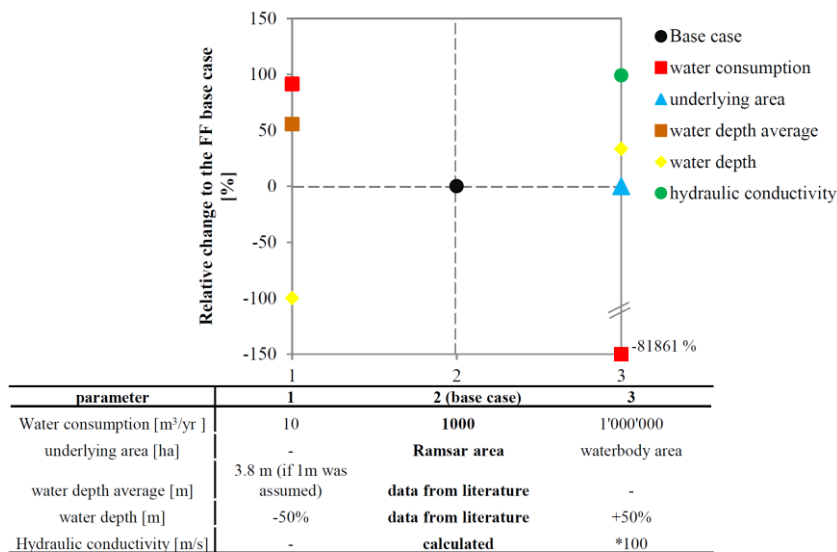 Relative change to the FF base case
[%]
150
100
50
0
-50
-100
-150
1
2
3
-81861 %
Base case
water consumption
underlying area
water depth average
water depth
hydraulic conductivity
parameter 1 2 (base case) 3
Water consumption [m³/yr ] 10 1000 1'000'000
underlying area [ha] - Ramsar area waterbody area
3.8 m (if 1m was
water depth average [m] assumed) data from literature -
water depth [m] -50% data from literature +50%
Hydraulic conductivity [m/s] - calculated *100